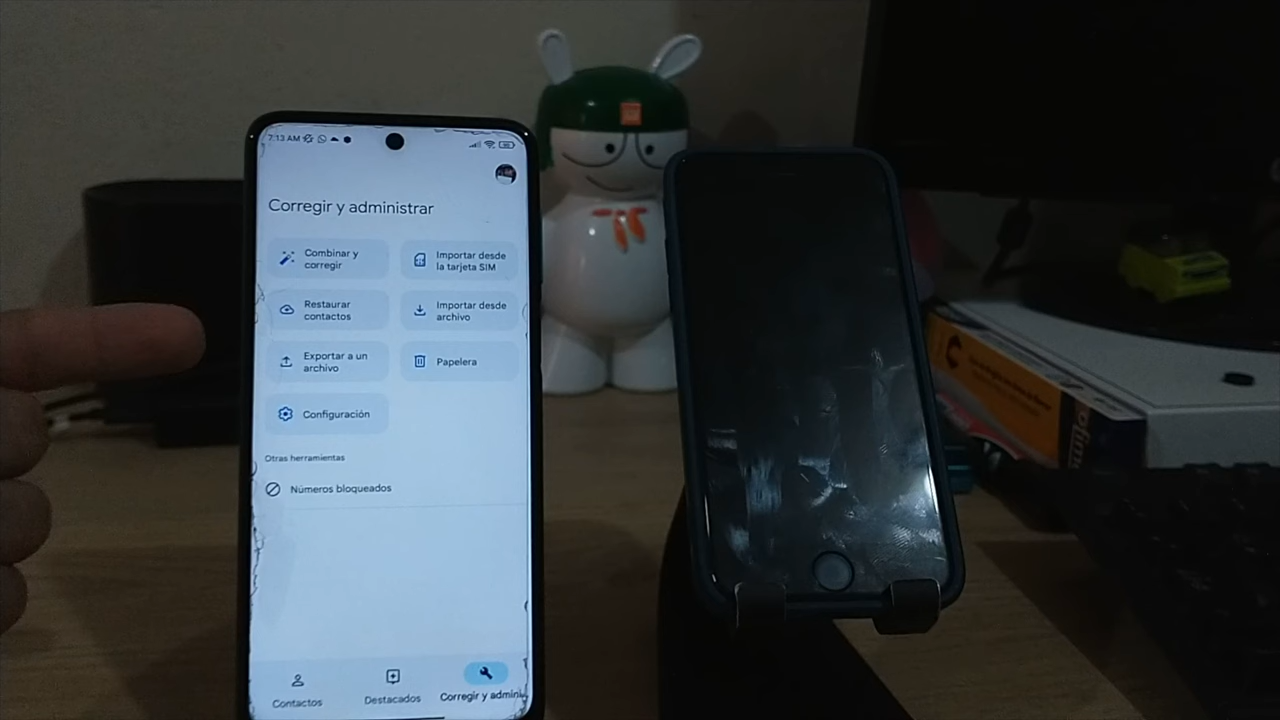 7:13 AM
Corregir y administrar
Combinar y
corregir
Importar desde
la tarjeta SIM
Restaurar
contactos
Importar desde
archivo
Exportar a un
archivo
Papelera
Configuración
Otras herramientas
Números bloqueados
Contactos
Destacados
Corregir y admini